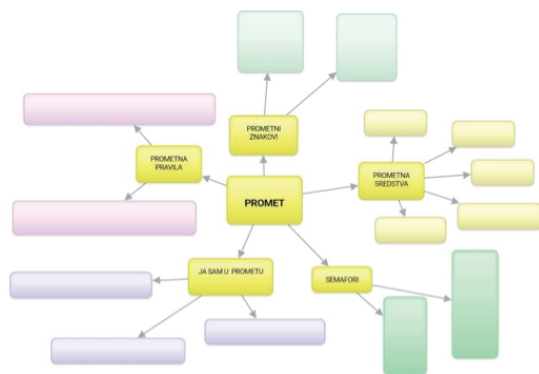 PROMETNI
ZNAKOVI
PROMETNA
PRAVILA
PROMETNA
SREDSTVA
PROMET
JA SAM U PROMETU
SEMAFORI